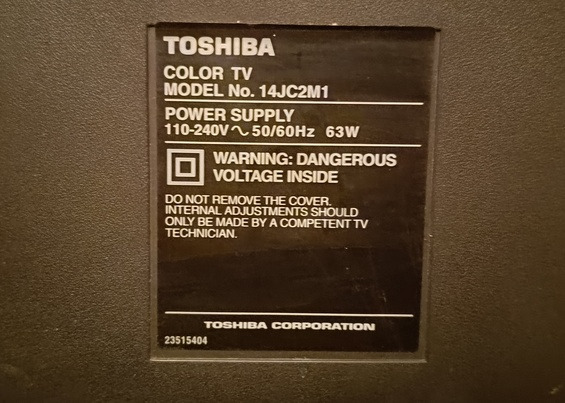 TOSHIBA
COLOR TV
MODEL No. 14JC2M1
POWER SUPPLY
110-240V ∿ 50/60Hz 63W
WARNING: DANGEROUS
VOLTAGE INSIDE
DO NOT REMOVE THE COVER.
INTERNAL ADJUSTMENTS SHOULD
ONLY BE MADE BY A COMPETENT TV
TECHNICIAN.
TOSHIBA CORPORATION
23515404